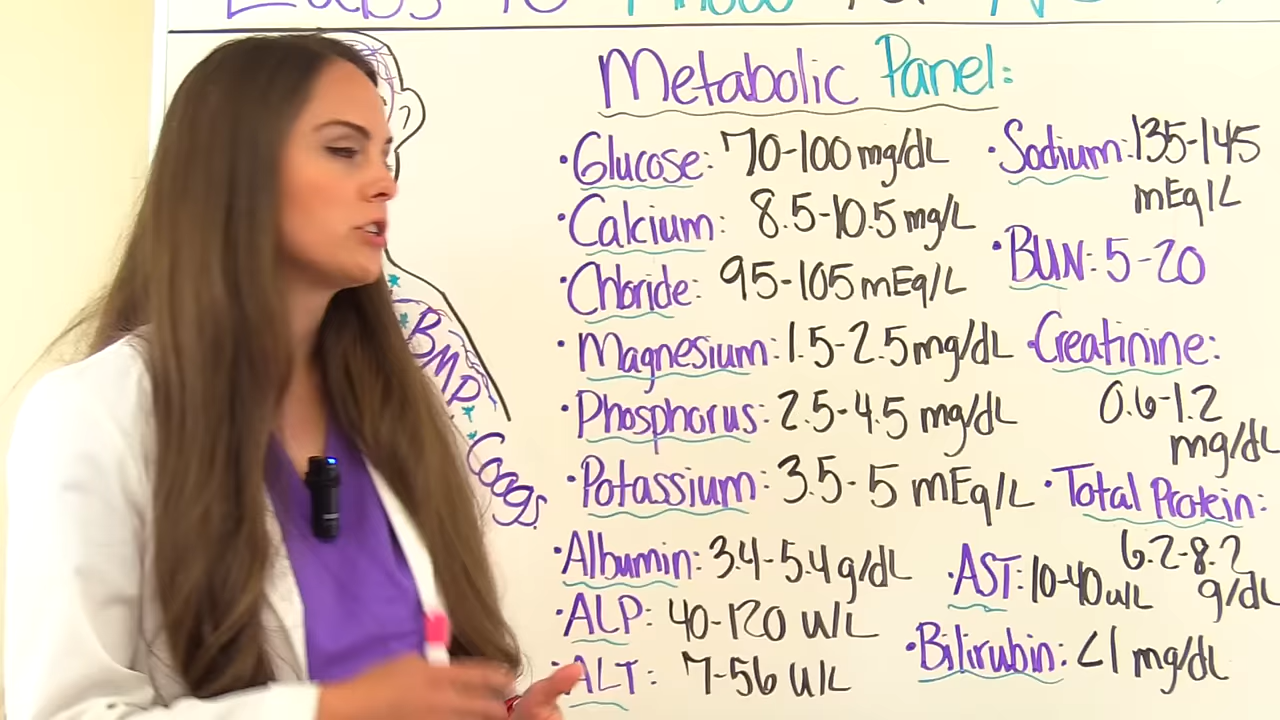 Labs to Know for N
Metabolic Panel:
•Glucose: 70-100 mg/dL
•Calcium: 8.5-10.5 mg/L
•Chloride: 95-105 mEq/L
•Magnesium: 1.5-2.5 mg/dL
•Phosphorus: 2.5-4.5 mg/dL
•Potassium: 3.5-5 mEq/L
•Albumin: 3.4-5.4 g/dL
•ALP: 40-120 U/L
•ALT: 7-56 U/L
•Sodium: 135-145
mEq/L
•BUN: 5-20
•Creatinine:
0.6-1.2
mg/dL
•Total Protein:
6.2-8.2
g/dL
•AST: 10-40 u/L
•Bilirubin: <1 mg/dL
BMP
Coags